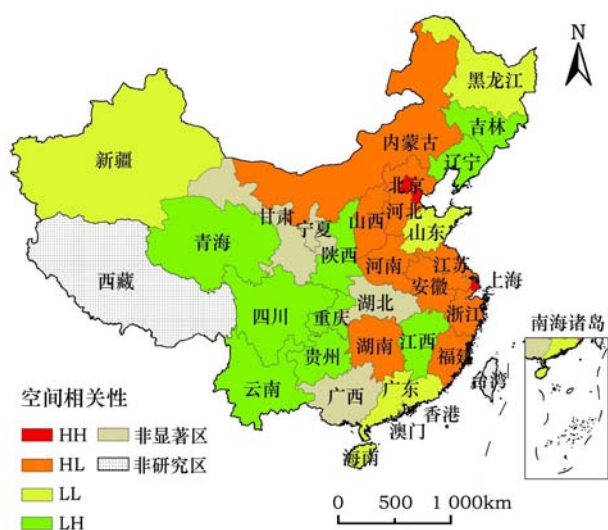 N
黑龙江
吉林
辽宁
内蒙古
新疆
北京
河北
甘肃
宁夏
山西
山东
青海
陕西
西藏
河南
江苏
安徽
上海
四川
重庆
湖北
浙江
南海诸岛
贵州
湖南
江西
福建
云南
广西
广东
台湾
香港
澳门
海南
空间相关性
HH
非显著区
HL
非研究区
LL
LH
0 500 1 000km